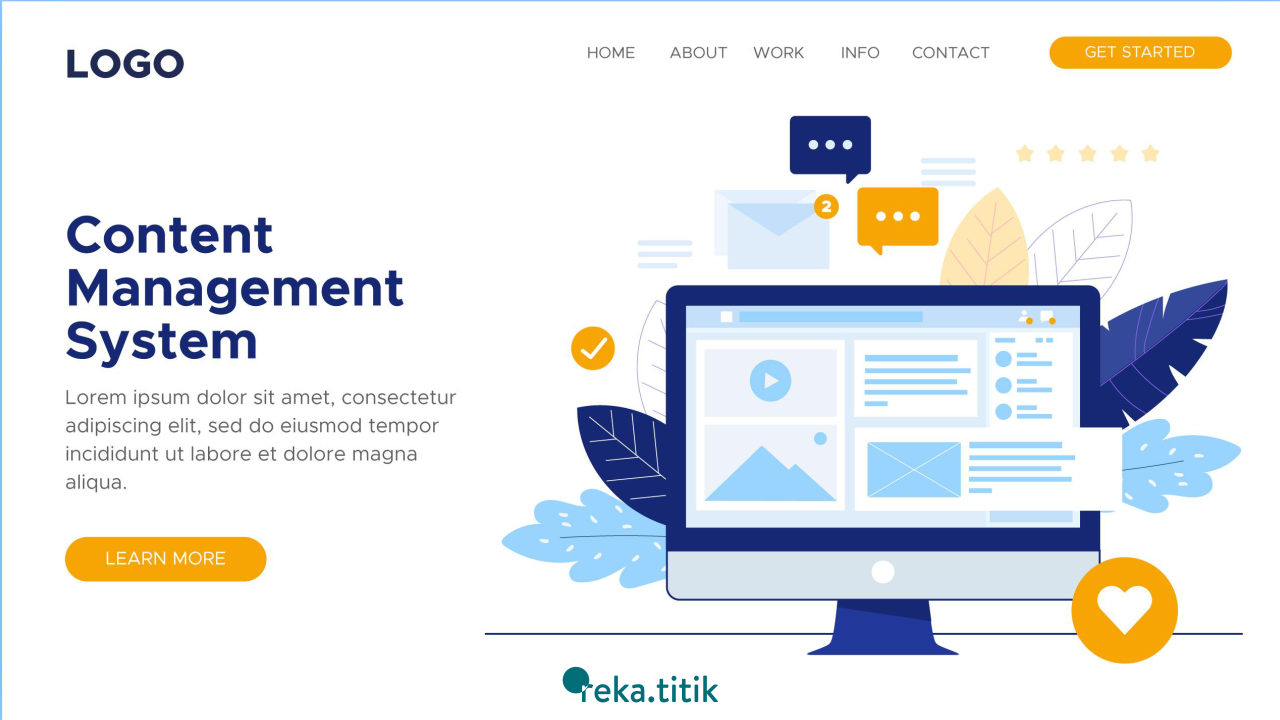 LOGO
HOME ABOUT WORK INFO CONTACT GET STARTED
2
Content
Management
System
Lorem ipsum dolor sit amet, consectetur
adipiscing elit, sed do eiusmod tempor
incididunt ut labore et dolore magna
aliqua.
LEARN MORE
reka.titik